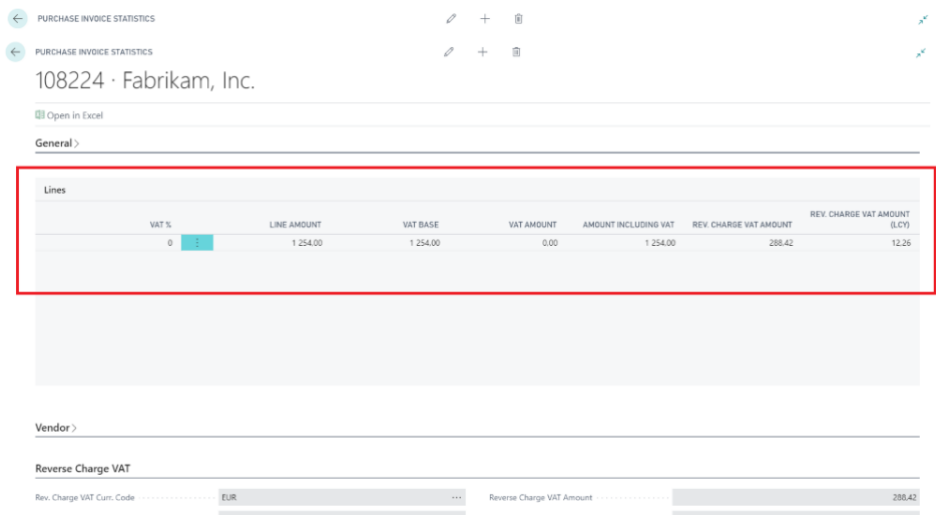 PURCHASE INVOICE STATISTICS
PURCHASE INVOICE STATISTICS
108224 · Fabrikam, Inc.
Open in Excel
General >
Lines
REV. CHARGE VAT AMOUNT
VAT % LINE AMOUNT VAT BASE VAT AMOUNT AMOUNT INCLUDING VAT REV. CHARGE VAT AMOUNT (LCY)
0 1 254.00 1 254.00 0.00 1 254.00 288.42 12.26
Vendor >
Reverse Charge VAT
Rev. Charge VAT Curr. Code EUR ... Reverse Charge VAT Amount 288.42